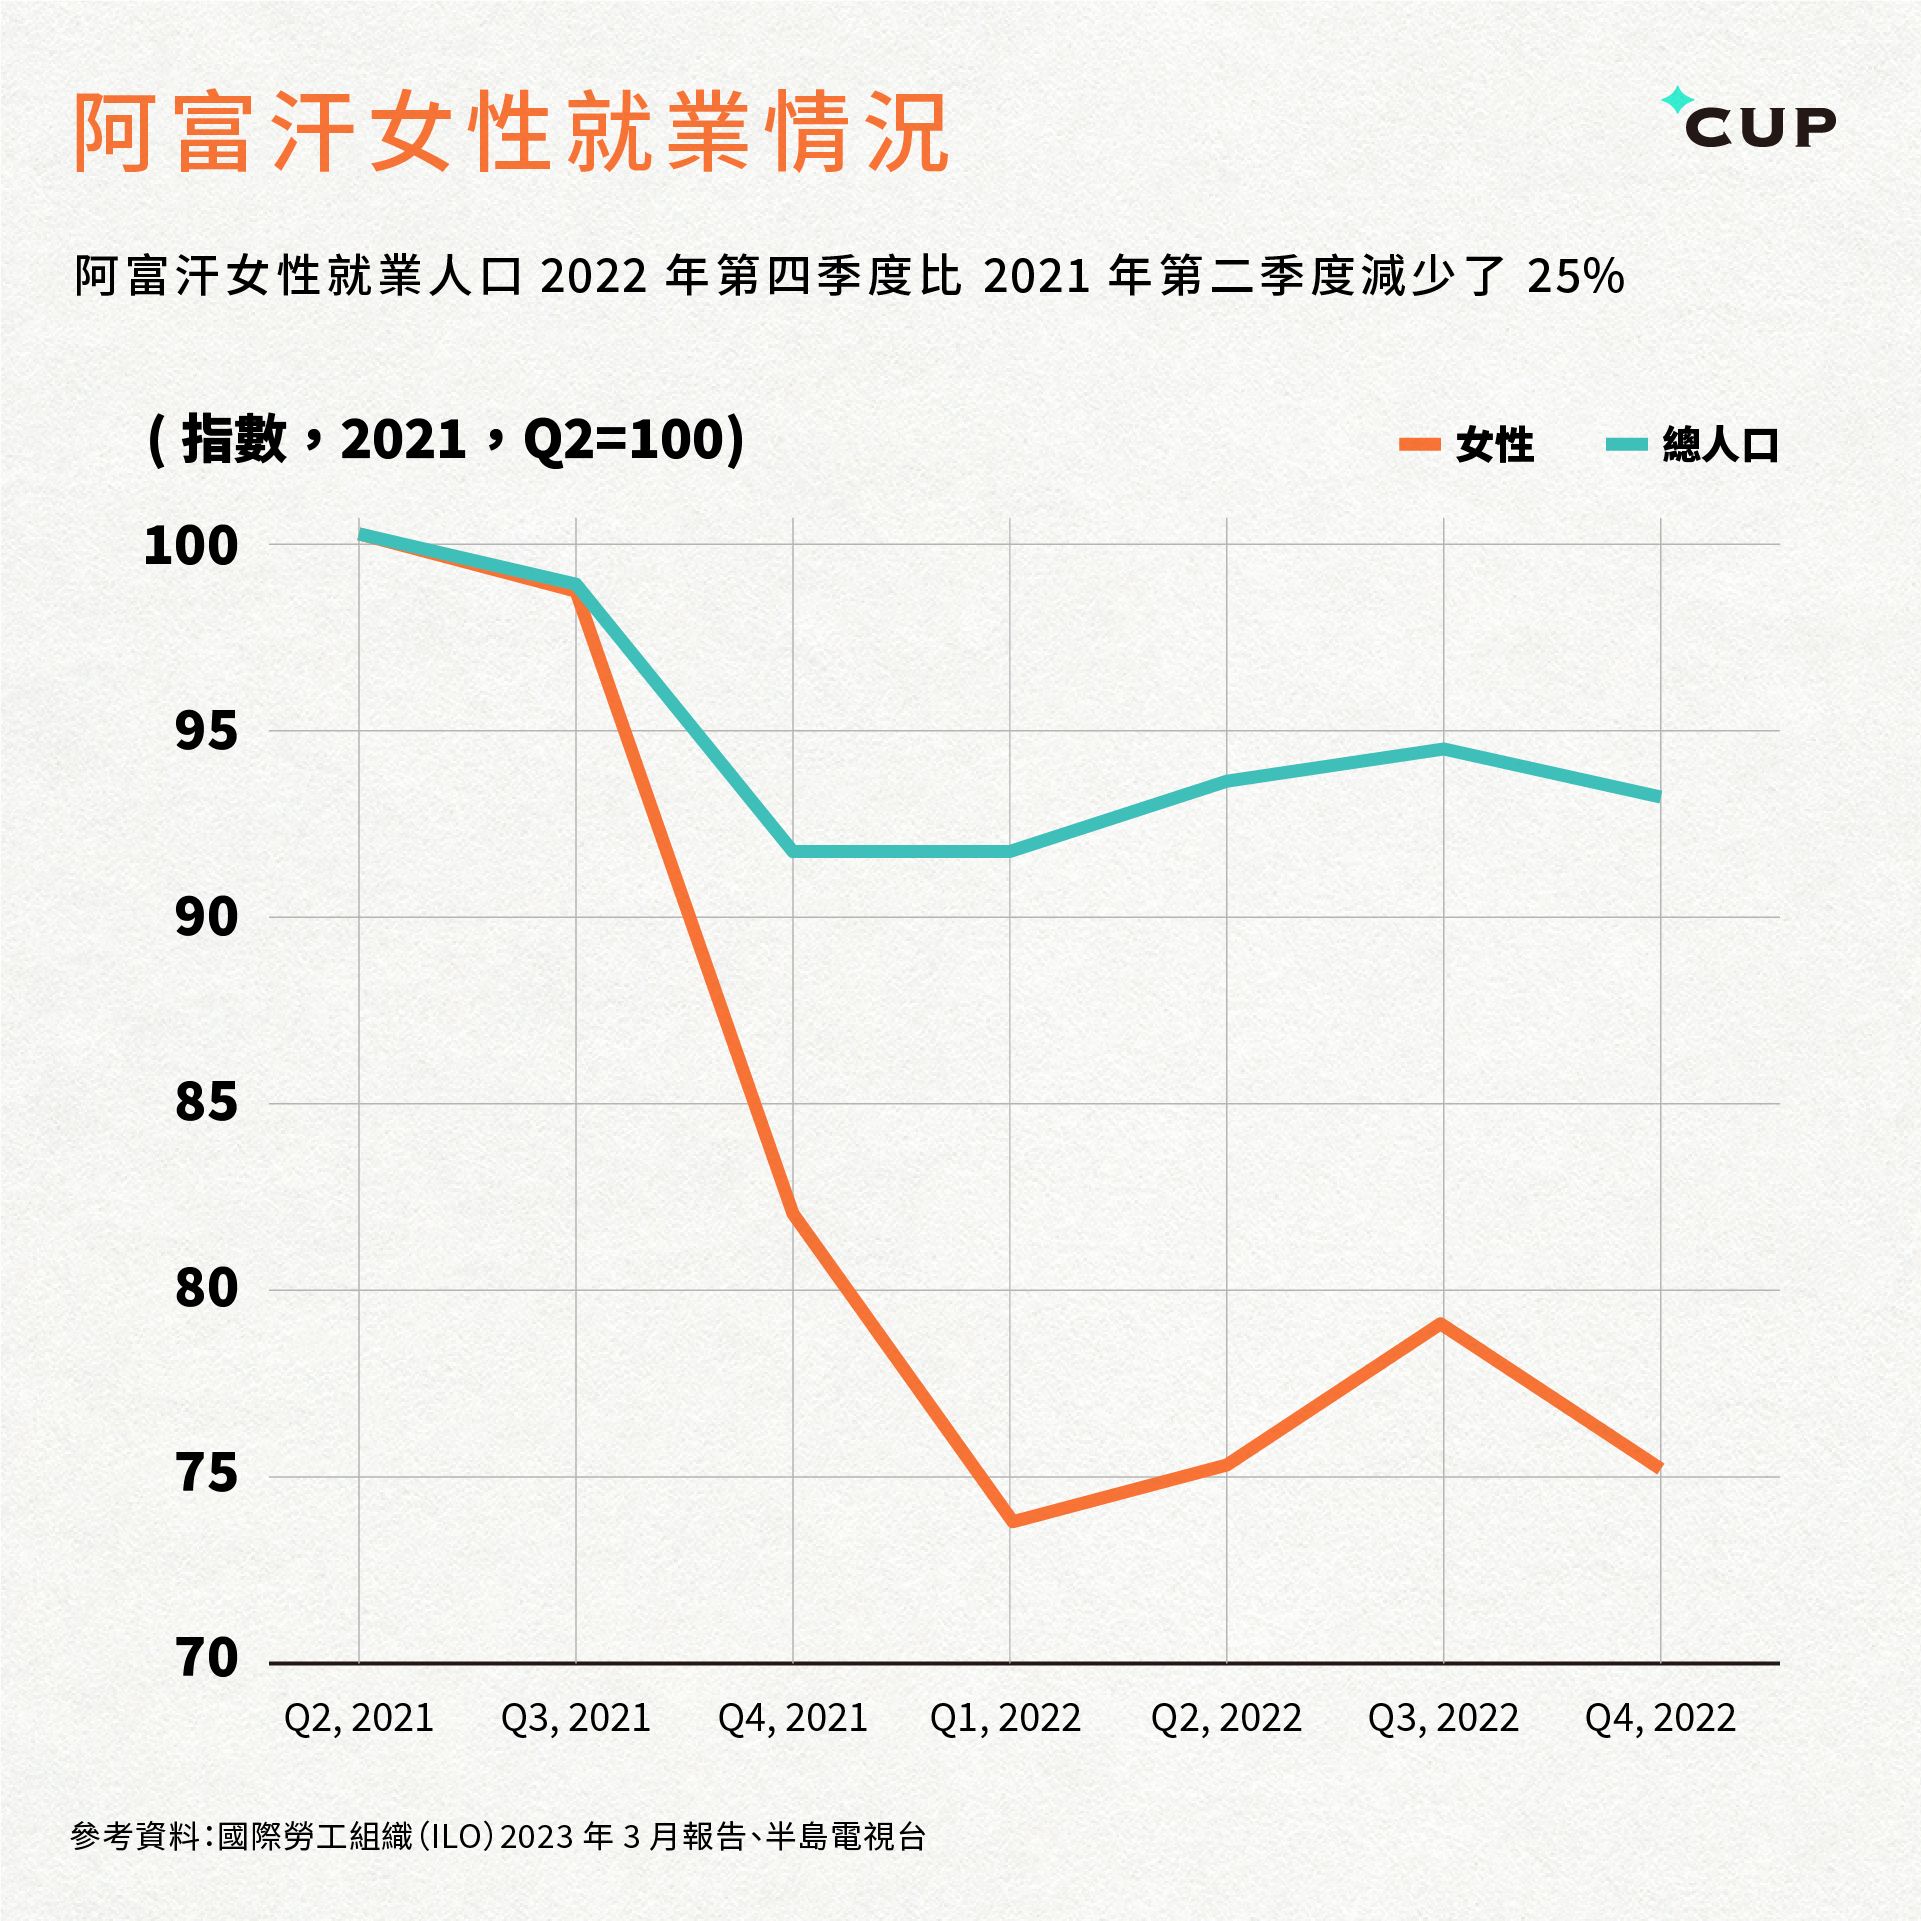 阿富汗女性就業情況
CUP
阿富汗女性就業人口 2022 年第四季度比 2021 年第二季度減少了 25%
( 指數，2021，Q2=100)
女性
總人口
100
95
90
85
80
75
70
Q2, 2021
Q3, 2021
Q4, 2021
Q1, 2022
Q2, 2022
Q3, 2022
Q4, 2022
參考資料：國際勞工組織（ILO）2023 年 3 月報告、半島電視台